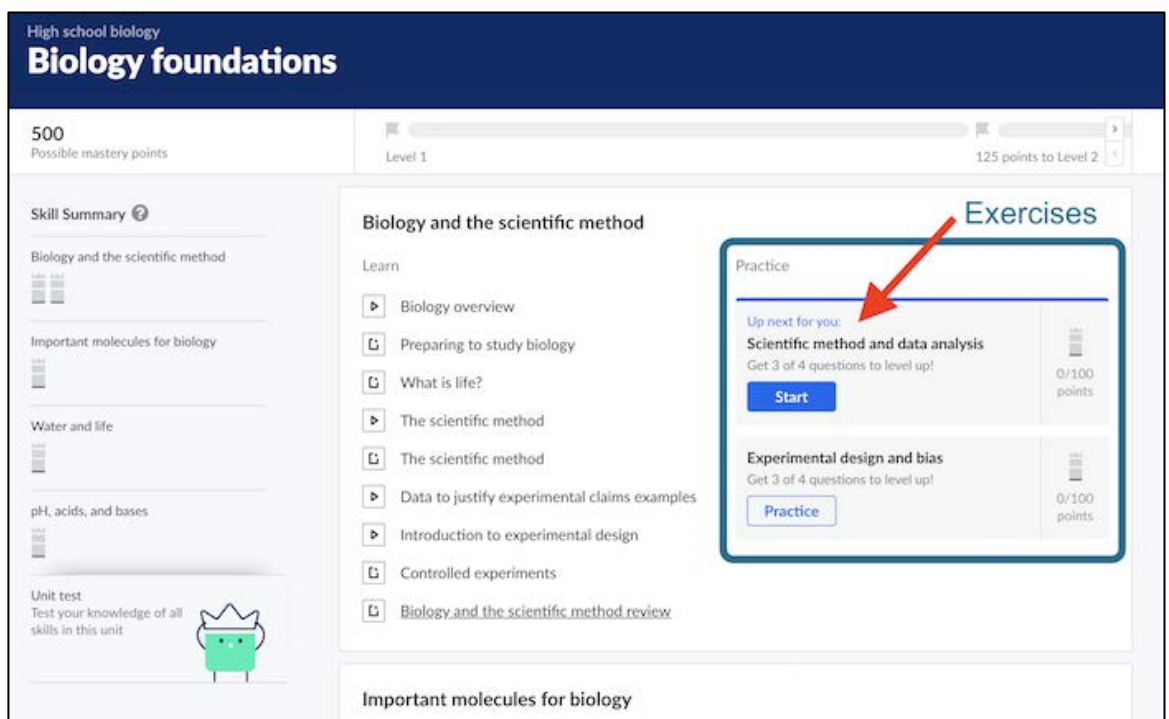 High school biology
Biology foundations
500
Possible mastery points
Level 1
125 points to Level 2
Skill Summary
Biology and the scientific method
Important molecules for biology
Water and life
pH, acids, and bases
Unit test
Test your knowledge of all
skills in this unit
Biology and the scientific method
Learn
Biology overview
Preparing to study biology
What is life?
The scientific method
The scientific method
Data to justify experimental claims examples
Introduction to experimental design
Controlled experiments
Biology and the scientific method review
Exercises
Practice
Up next for you:
Scientific method and data analysis
Get 3 of 4 questions to level up!
Start
0/100
points
Experimental design and bias
Get 3 of 4 questions to level up!
Practice
0/100
points
Important molecules for biology